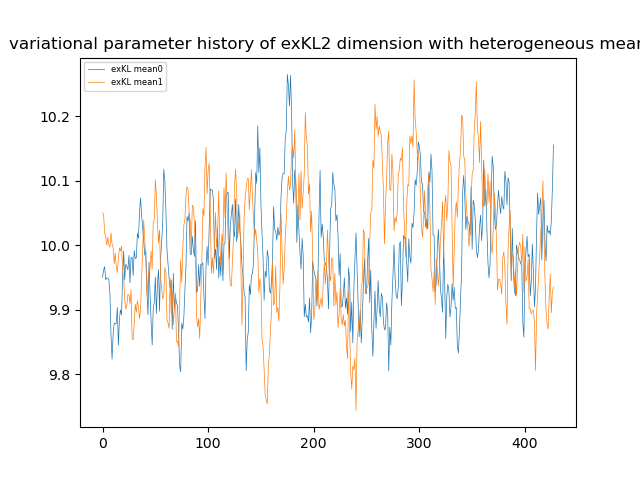 variational parameter history of exKL2 dimension with heterogeneous mean
exKL mean0
exKL mean1
10.2
10.1
10.0
9.9
9.8
0 100 200 300 400